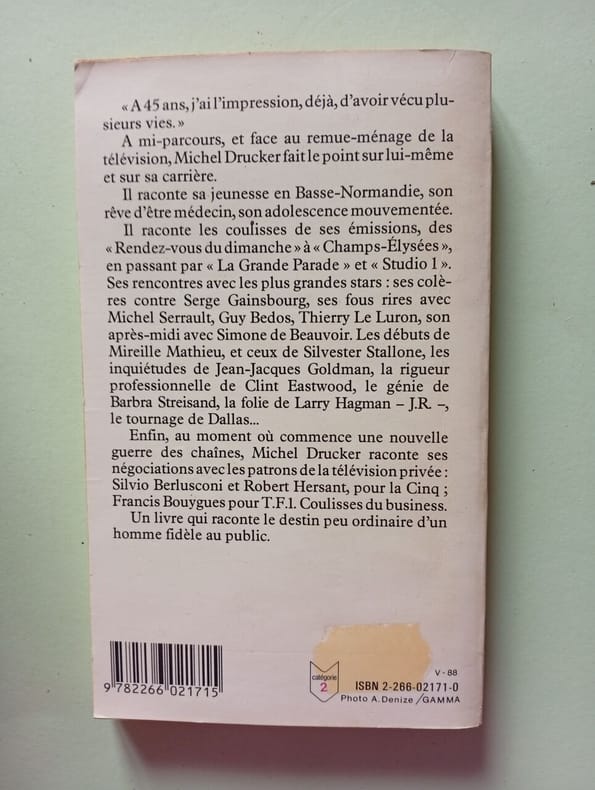 « A 45 ans, j'ai l'impression, déjà, d'avoir vécu plu-
sieurs vies. »
A mi-parcours, et face au remue-ménage de la
télévision, Michel Drucker fait le point sur lui-même
et sur sa carrière.
Il raconte sa jeunesse en Basse-Normandie, son
rêve d'être médecin, son adolescence mouvementée.
Il raconte les coulisses de ses émissions, des
« Rendez-vous du dimanche » à « Champs-Élysées »,
en passant par « La Grande Parade » et « Studio 1 ».
Ses rencontres avec les plus grandes stars : ses colè-
res contre Serge Gainsbourg, ses fous rires avec
Michel Serrault, Guy Bedos, Thierry Le Luron, son
après-midi avec Simone de Beauvoir. Les débuts de
Mireille Mathieu, et ceux de Silvester Stallone, les
inquiétudes de Jean-Jacques Goldman, la rigueur
professionnelle de Clint Eastwood, le génie de
Barbra Streisand, la folie de Larry Hagman – J.R. –,
le tournage de Dallas...
Enfin, au moment où commence une nouvelle
guerre des chaînes, Michel Drucker raconte ses
négociations avec les patrons de la télévision privée :
Silvio Berlusconi et Robert Hersant, pour la Cinq ;
Francis Bouygues pour T.F.1. Coulisses du business.
Un livre qui raconte le destin peu ordinaire d'un
homme fidèle au public.
9 782266 021715
catégorie
2
V - 88
ISBN 2-266-02171-0
Photo A. Denize / GAMMA